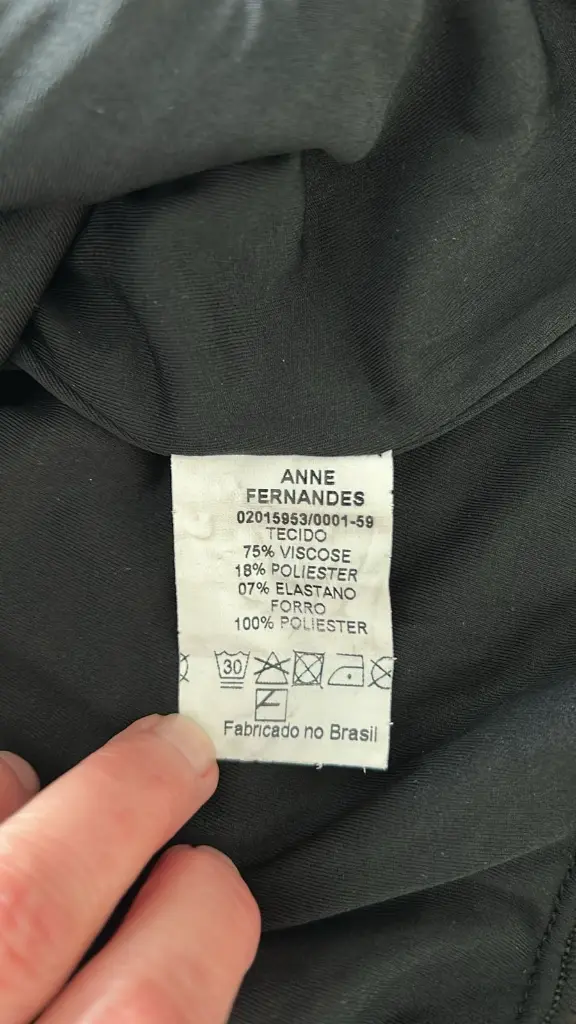 ANNE
FERNANDES
02015953/0001-59
TECIDO
75% VISCOSE
18% POLIESTER
07% ELASTANO
FORRO
100% POLIESTER
30
Fabricado no Brasil